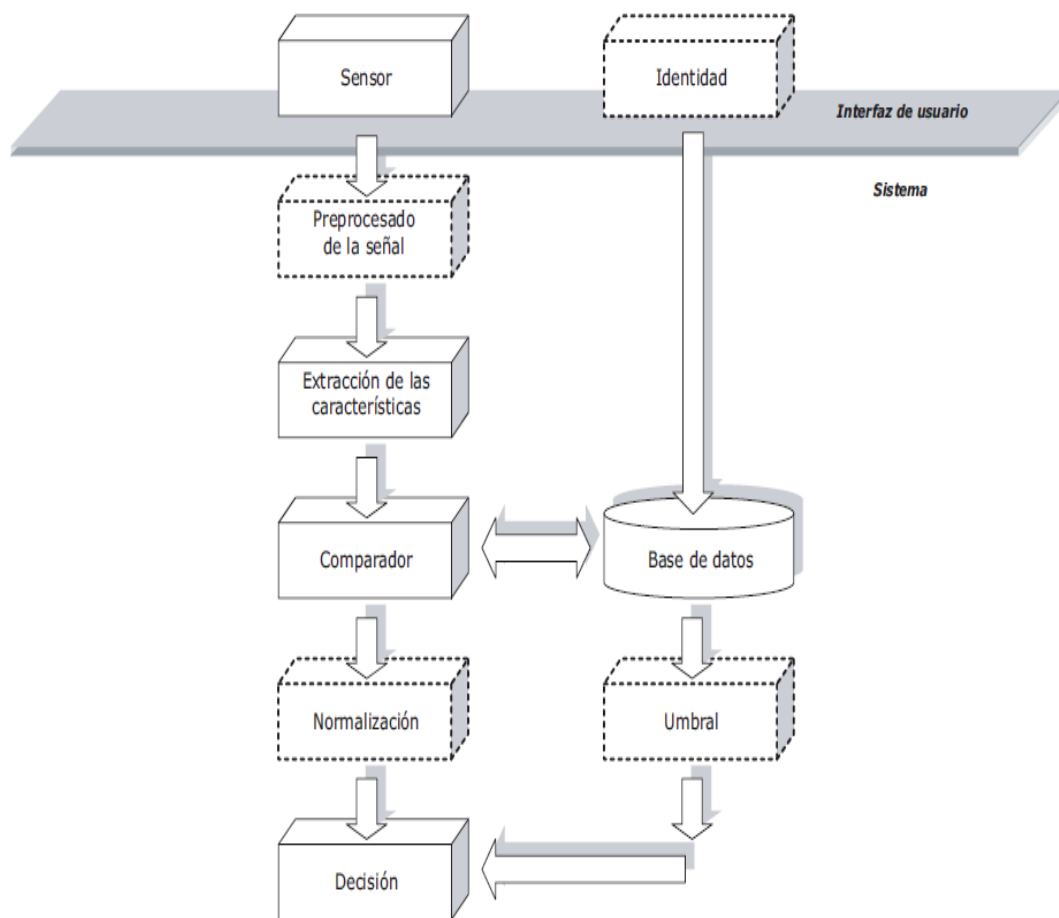 Sensor
Identidad
Interfaz de usuario
Sistema
Preprocesado
de la señal
Extracción de las
características
Comparador
Base de datos
Normalización
Umbral
Decisión